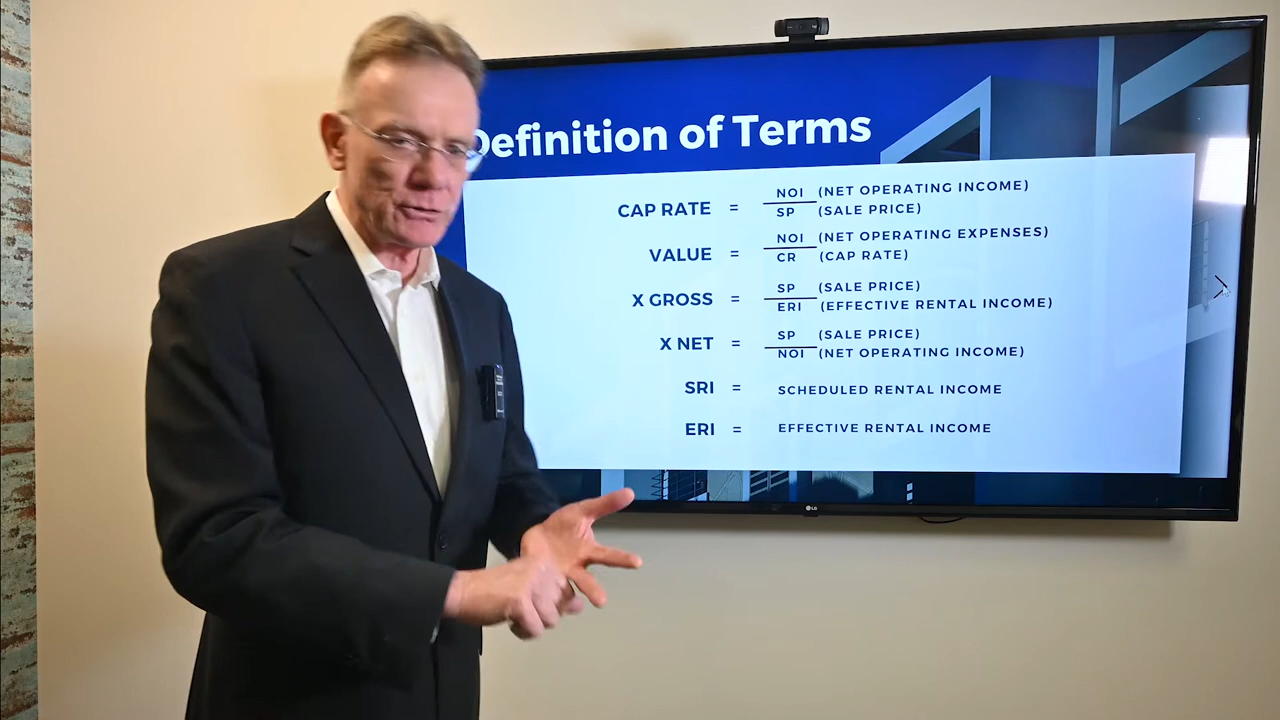 Definition of Terms
CAP RATE = NOI (NET OPERATING INCOME)
SP (SALE PRICE)
VALUE = NOI (NET OPERATING EXPENSES)
CR (CAP RATE)
X GROSS = SP (SALE PRICE)
ERI (EFFECTIVE RENTAL INCOME)
X NET = SP (SALE PRICE)
NOI (NET OPERATING INCOME)
SRI = SCHEDULED RENTAL INCOME
ERI = EFFECTIVE RENTAL INCOME
LG